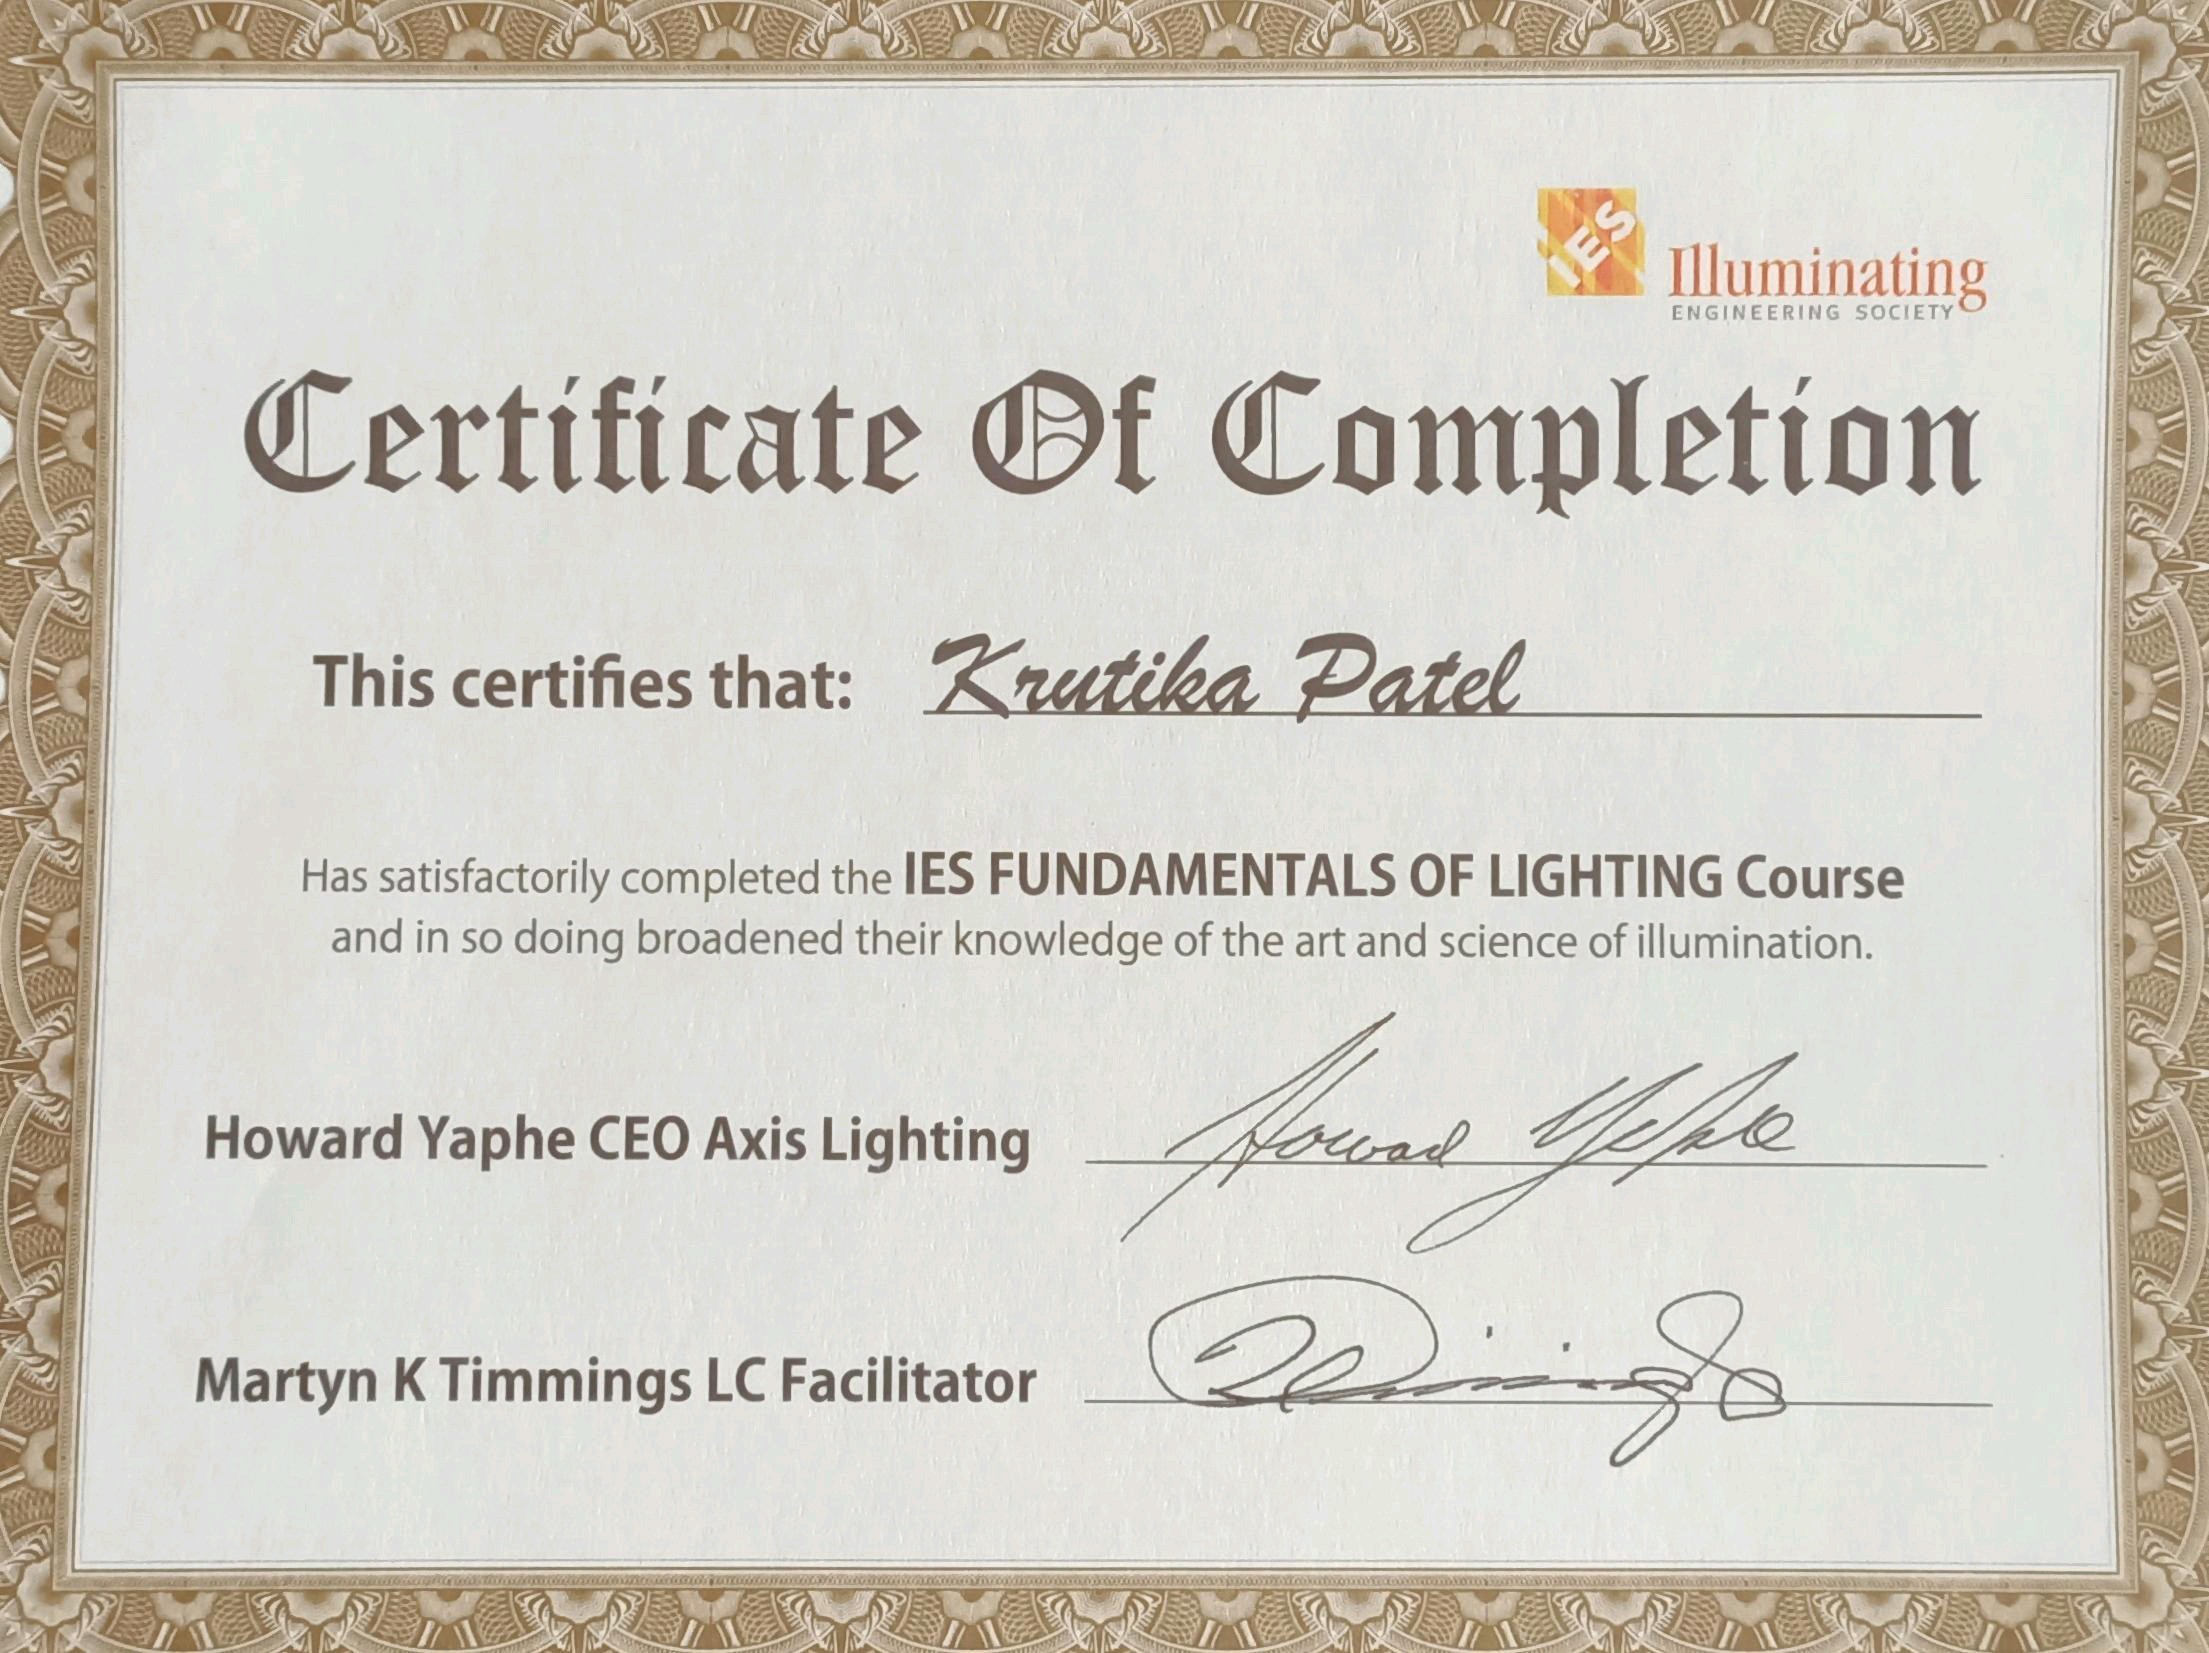 IES
Illuminating
ENGINEERING SOCIETY
Certificate Of Completion
This certifies that: Krutika Patel
Has satisfactorily completed the IES FUNDAMENTALS OF LIGHTING Course
and in so doing broadened their knowledge of the art and science of illumination.
Howard Yaphe CEO Axis Lighting Howard Yaphe
Martyn K Timmings LC Facilitator